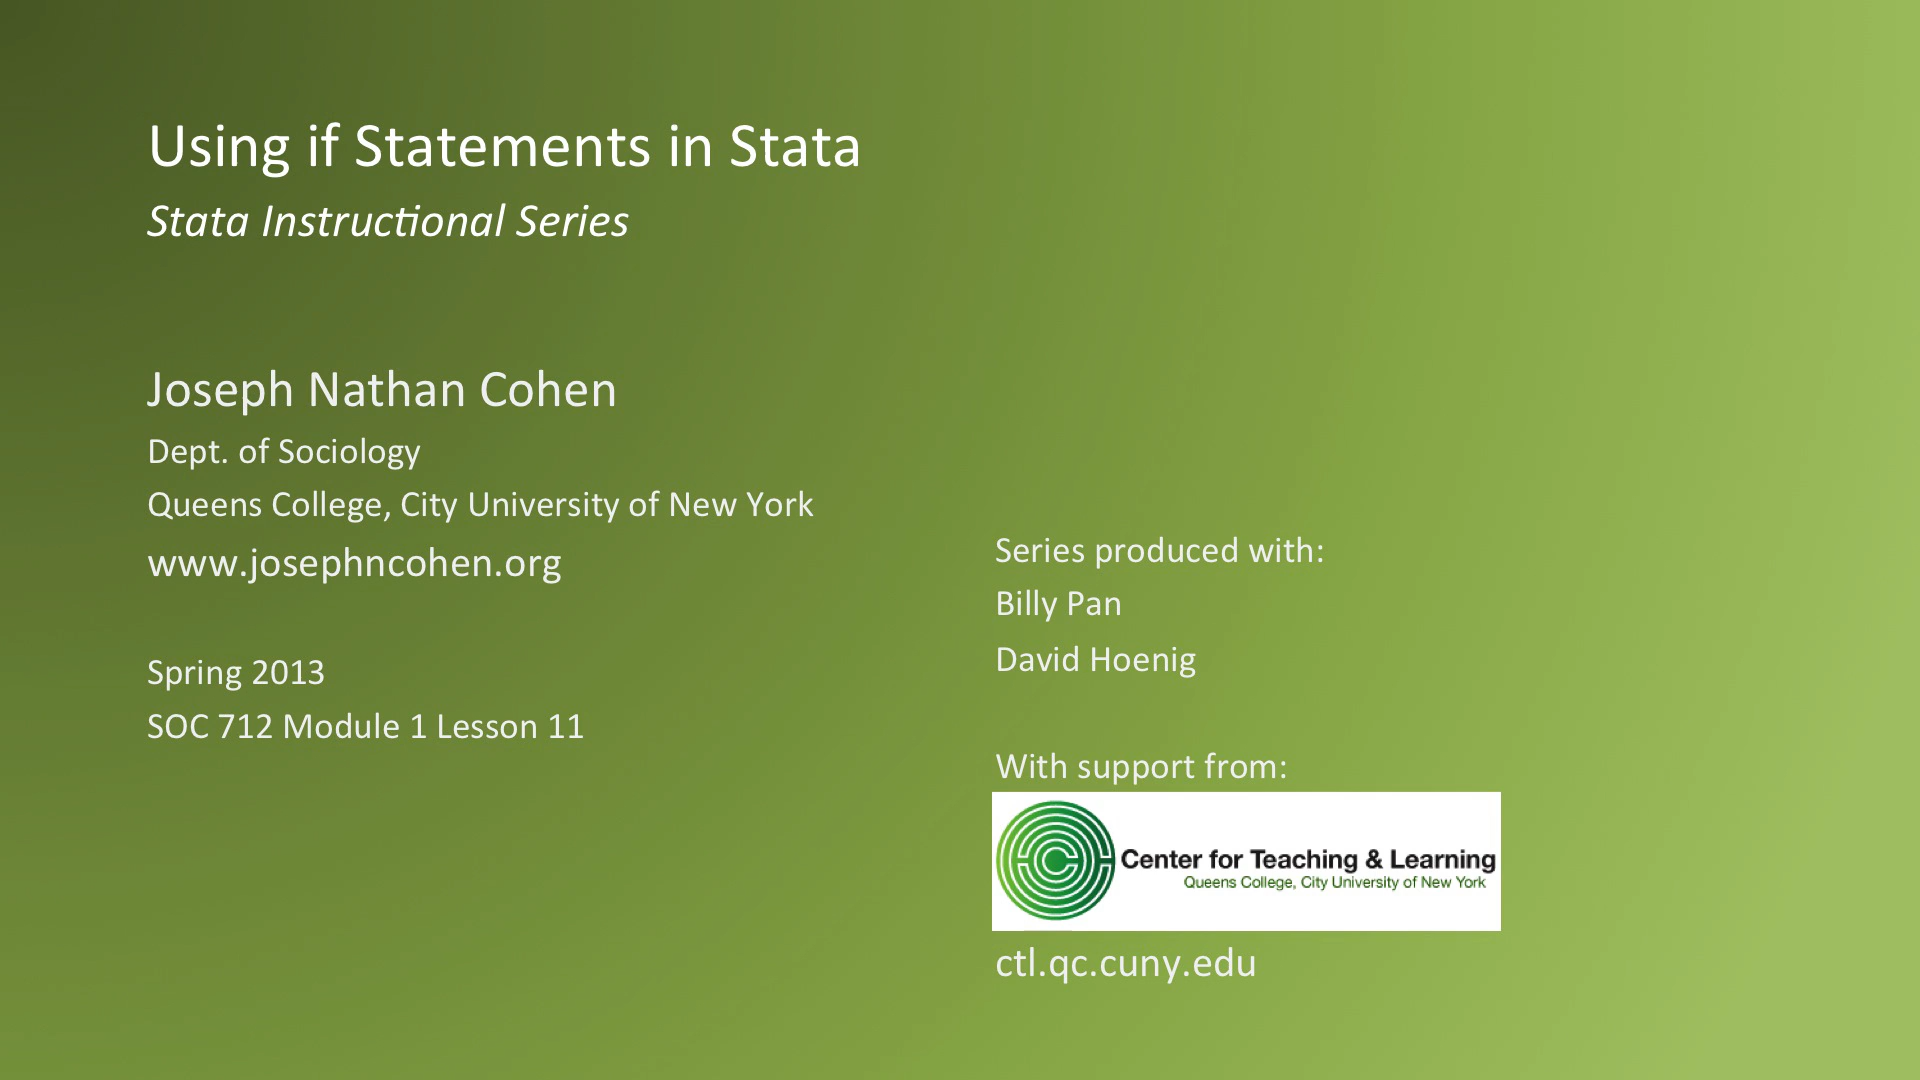 Using if Statements in Stata
Stata Instructional Series
Joseph Nathan Cohen
Dept. of Sociology
Queens College, City University of New York
www.josephncohen.org
Spring 2013
SOC 712 Module 1 Lesson 11
Series produced with:
Billy Pan
David Hoenig
With support from:
Center for Teaching & Learning
Queens College, City University of New York
ctl.qc.cuny.edu